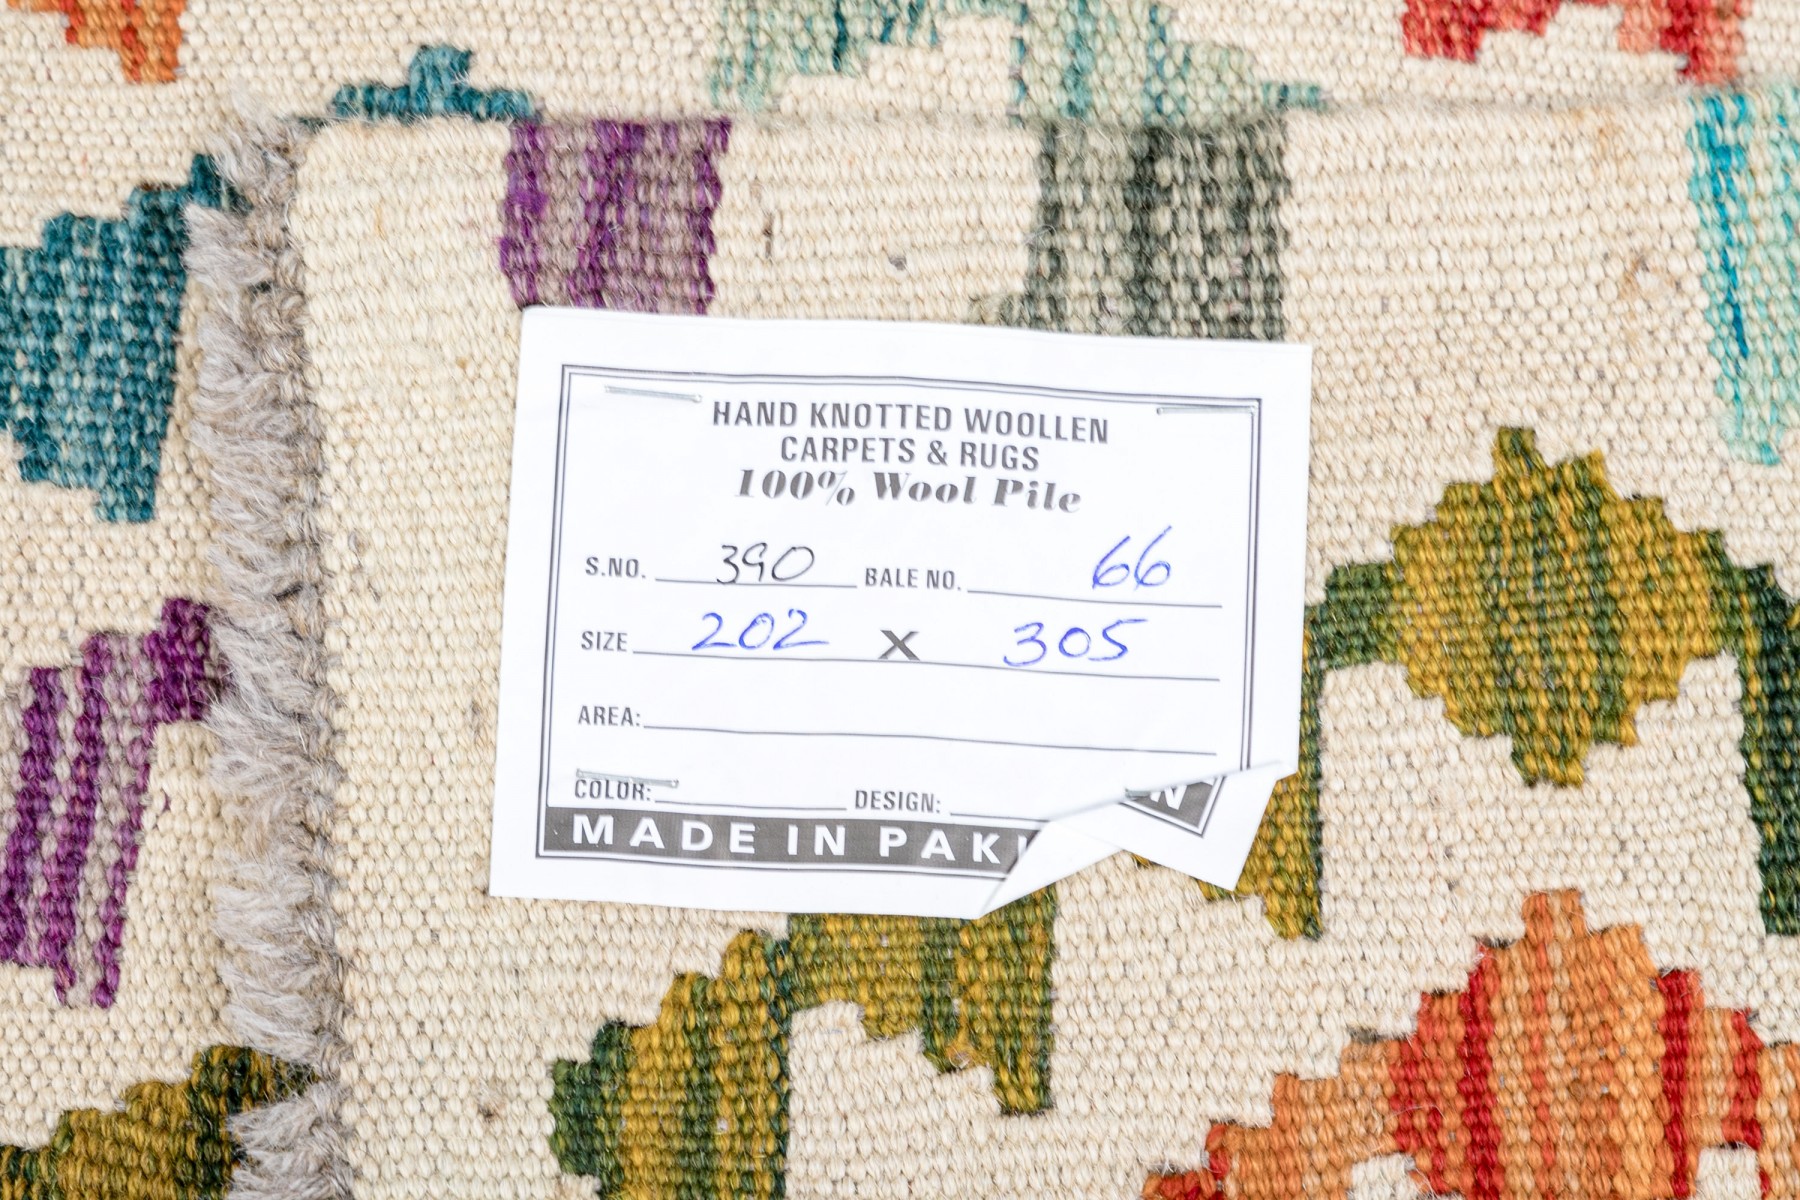 HAND KNOTTED WOOLLEN
CARPETS & RUGS
100% Wool Pile
S.NO. 390 BALE NO. 66
SIZE 202 X 305
AREA:
COLOR: DESIGN:
MADE IN PAKI N